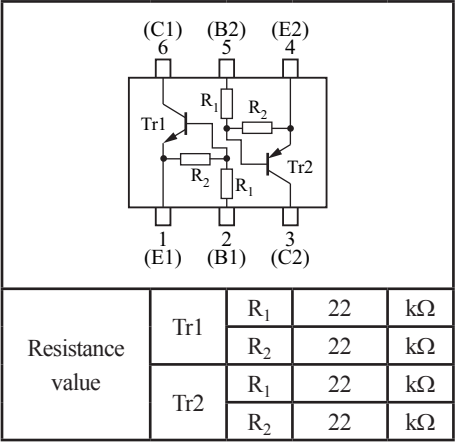 (C1) (B2) (E2)
6 5 4
R1 R2
Tr1
Tr2
R2 R1
1 2 3
(E1) (B1) (C2)
Resistance value
Tr1 R1 22 kΩ
R2 22 kΩ
Tr2 R1 22 kΩ
R2 22 kΩ